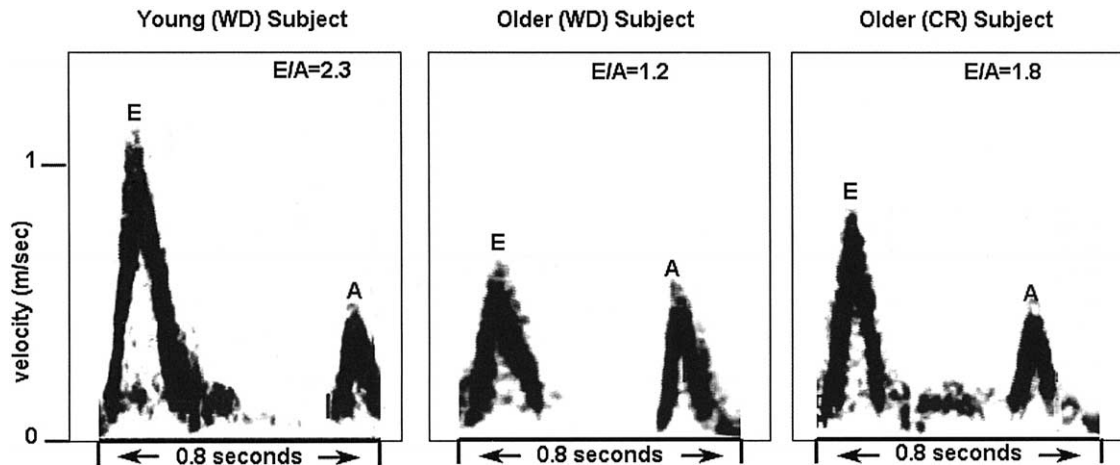 Young (WD) Subject
Older (WD) Subject
Older (CR) Subject
E/A=2.3
E/A=1.2
E/A=1.8
E
A
E
A
E
A
1
0
velocity (m/sec)
0.8 seconds
0.8 seconds
0.8 seconds